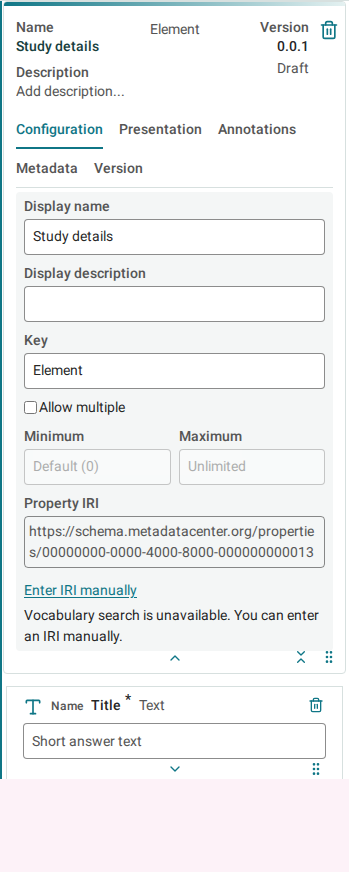 Name
Element
Version
Study details
0.0.1
Description
Draft
Add description...
Configuration Presentation Annotations
Metadata Version
Display name
Study details
Display description
Key
Element
Allow multiple
Minimum Maximum
Default (0) Unlimited
Property IRI
https://schema.metadatacenter.org/propertie
s/00000000-0000-4000-8000-000000000013
Enter IRI manually
Vocabulary search is unavailable. You can enter
an IRI manually.
Name Title * Text
Short answer text